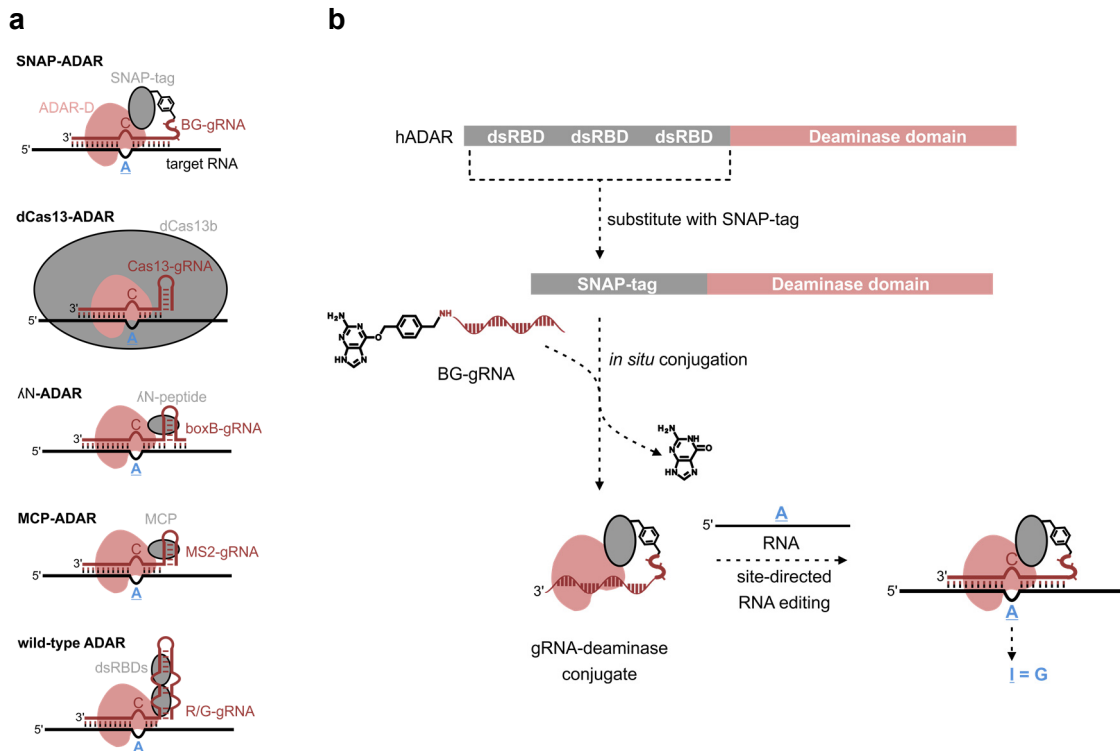 a
SNAP-ADAR
SNAP-tag
ADAR-D
C
BG-gRNA
3'
5'
target RNA
A
dCas13-ADAR
dCas13b
Cas13-gRNA
C
3'
5'
A
λN-ADAR
λN-peptide
C
boxB-gRNA
3'
5'
A
MCP-ADAR
MCP
C
MS2-gRNA
3'
5'
A
wild-type ADAR
dsRBDs
C
R/G-gRNA
3'
5'
A
b
hADAR
dsRBD dsRBD dsRBD Deaminase domain
substitute with SNAP-tag
SNAP-tag Deaminase domain
H2N
N
N
HN
N
O
NH
BG-gRNA
in situ conjugation
H2N
NH
N
O
HN
N
3'
gRNA-deaminase
conjugate
5'
A
RNA
site-directed
RNA editing
C
3'
5'
A
I = G